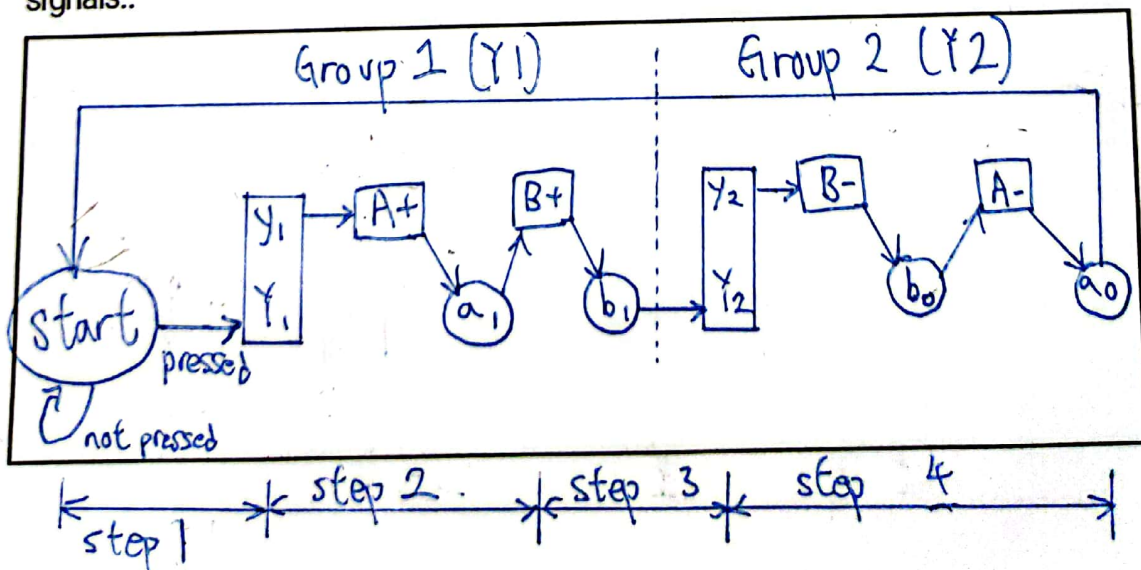 signals..
Group 1 (Y1) Group 2 (Y2)
y1 A+ B+ y2 B- A-
start Y1 a1 b1 Y2 b0 a0
pressed
not pressed
step 1 step 2. step 3 step 4